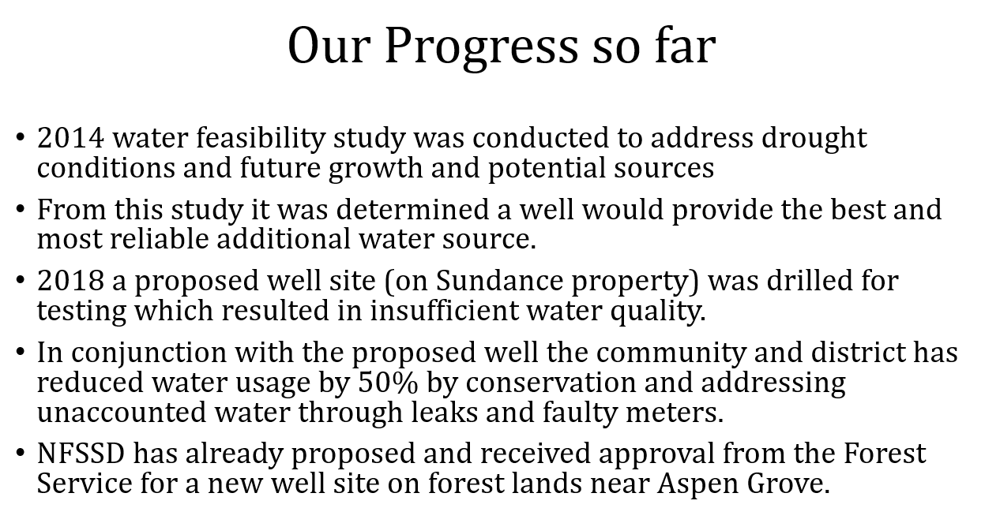 Our Progress so far
• 2014 water feasibility study was conducted to address drought
conditions and future growth and potential sources
• From this study it was determined a well would provide the best and
most reliable additional water source.
• 2018 a proposed well site (on Sundance property) was drilled for
testing which resulted in insufficient water quality.
• In conjunction with the proposed well the community and district has
reduced water usage by 50% by conservation and addressing
unaccounted water through leaks and faulty meters.
• NFSSD has already proposed and received approval from the Forest
Service for a new well site on forest lands near Aspen Grove.